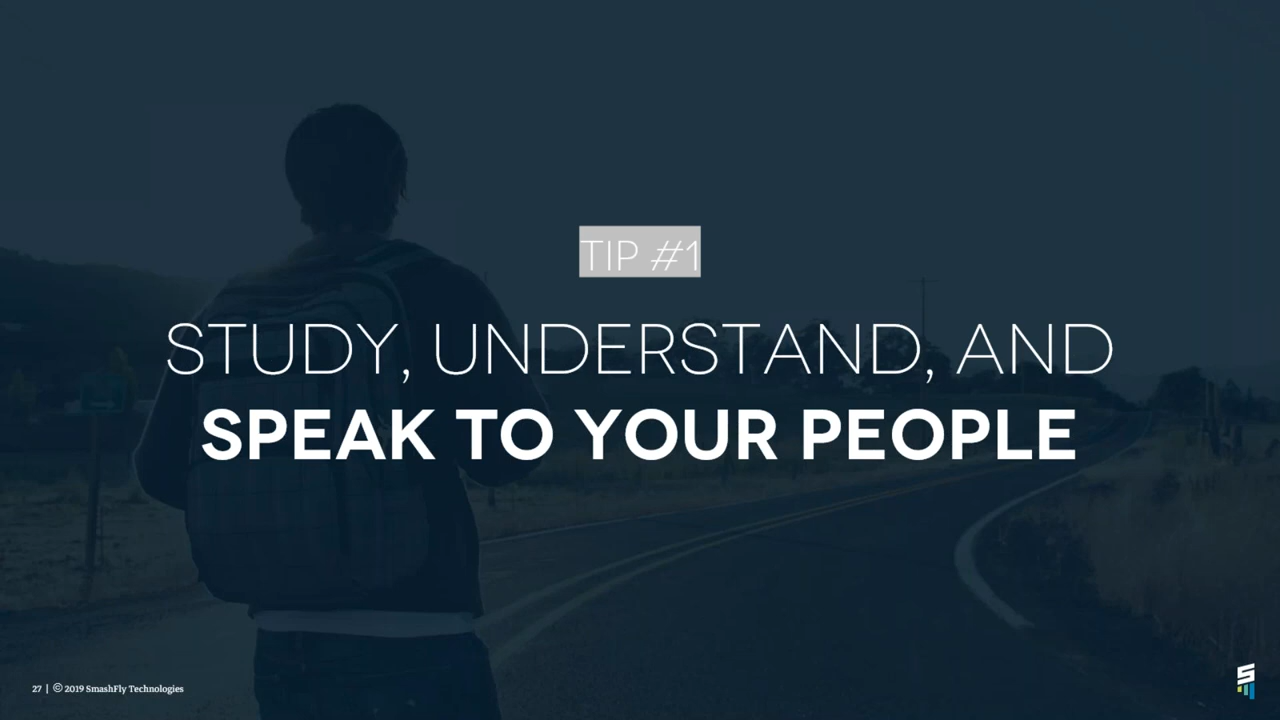 TIP #1
STUDY, UNDERSTAND, AND
SPEAK TO YOUR PEOPLE
27 | © 2019 SmashFly Technologies